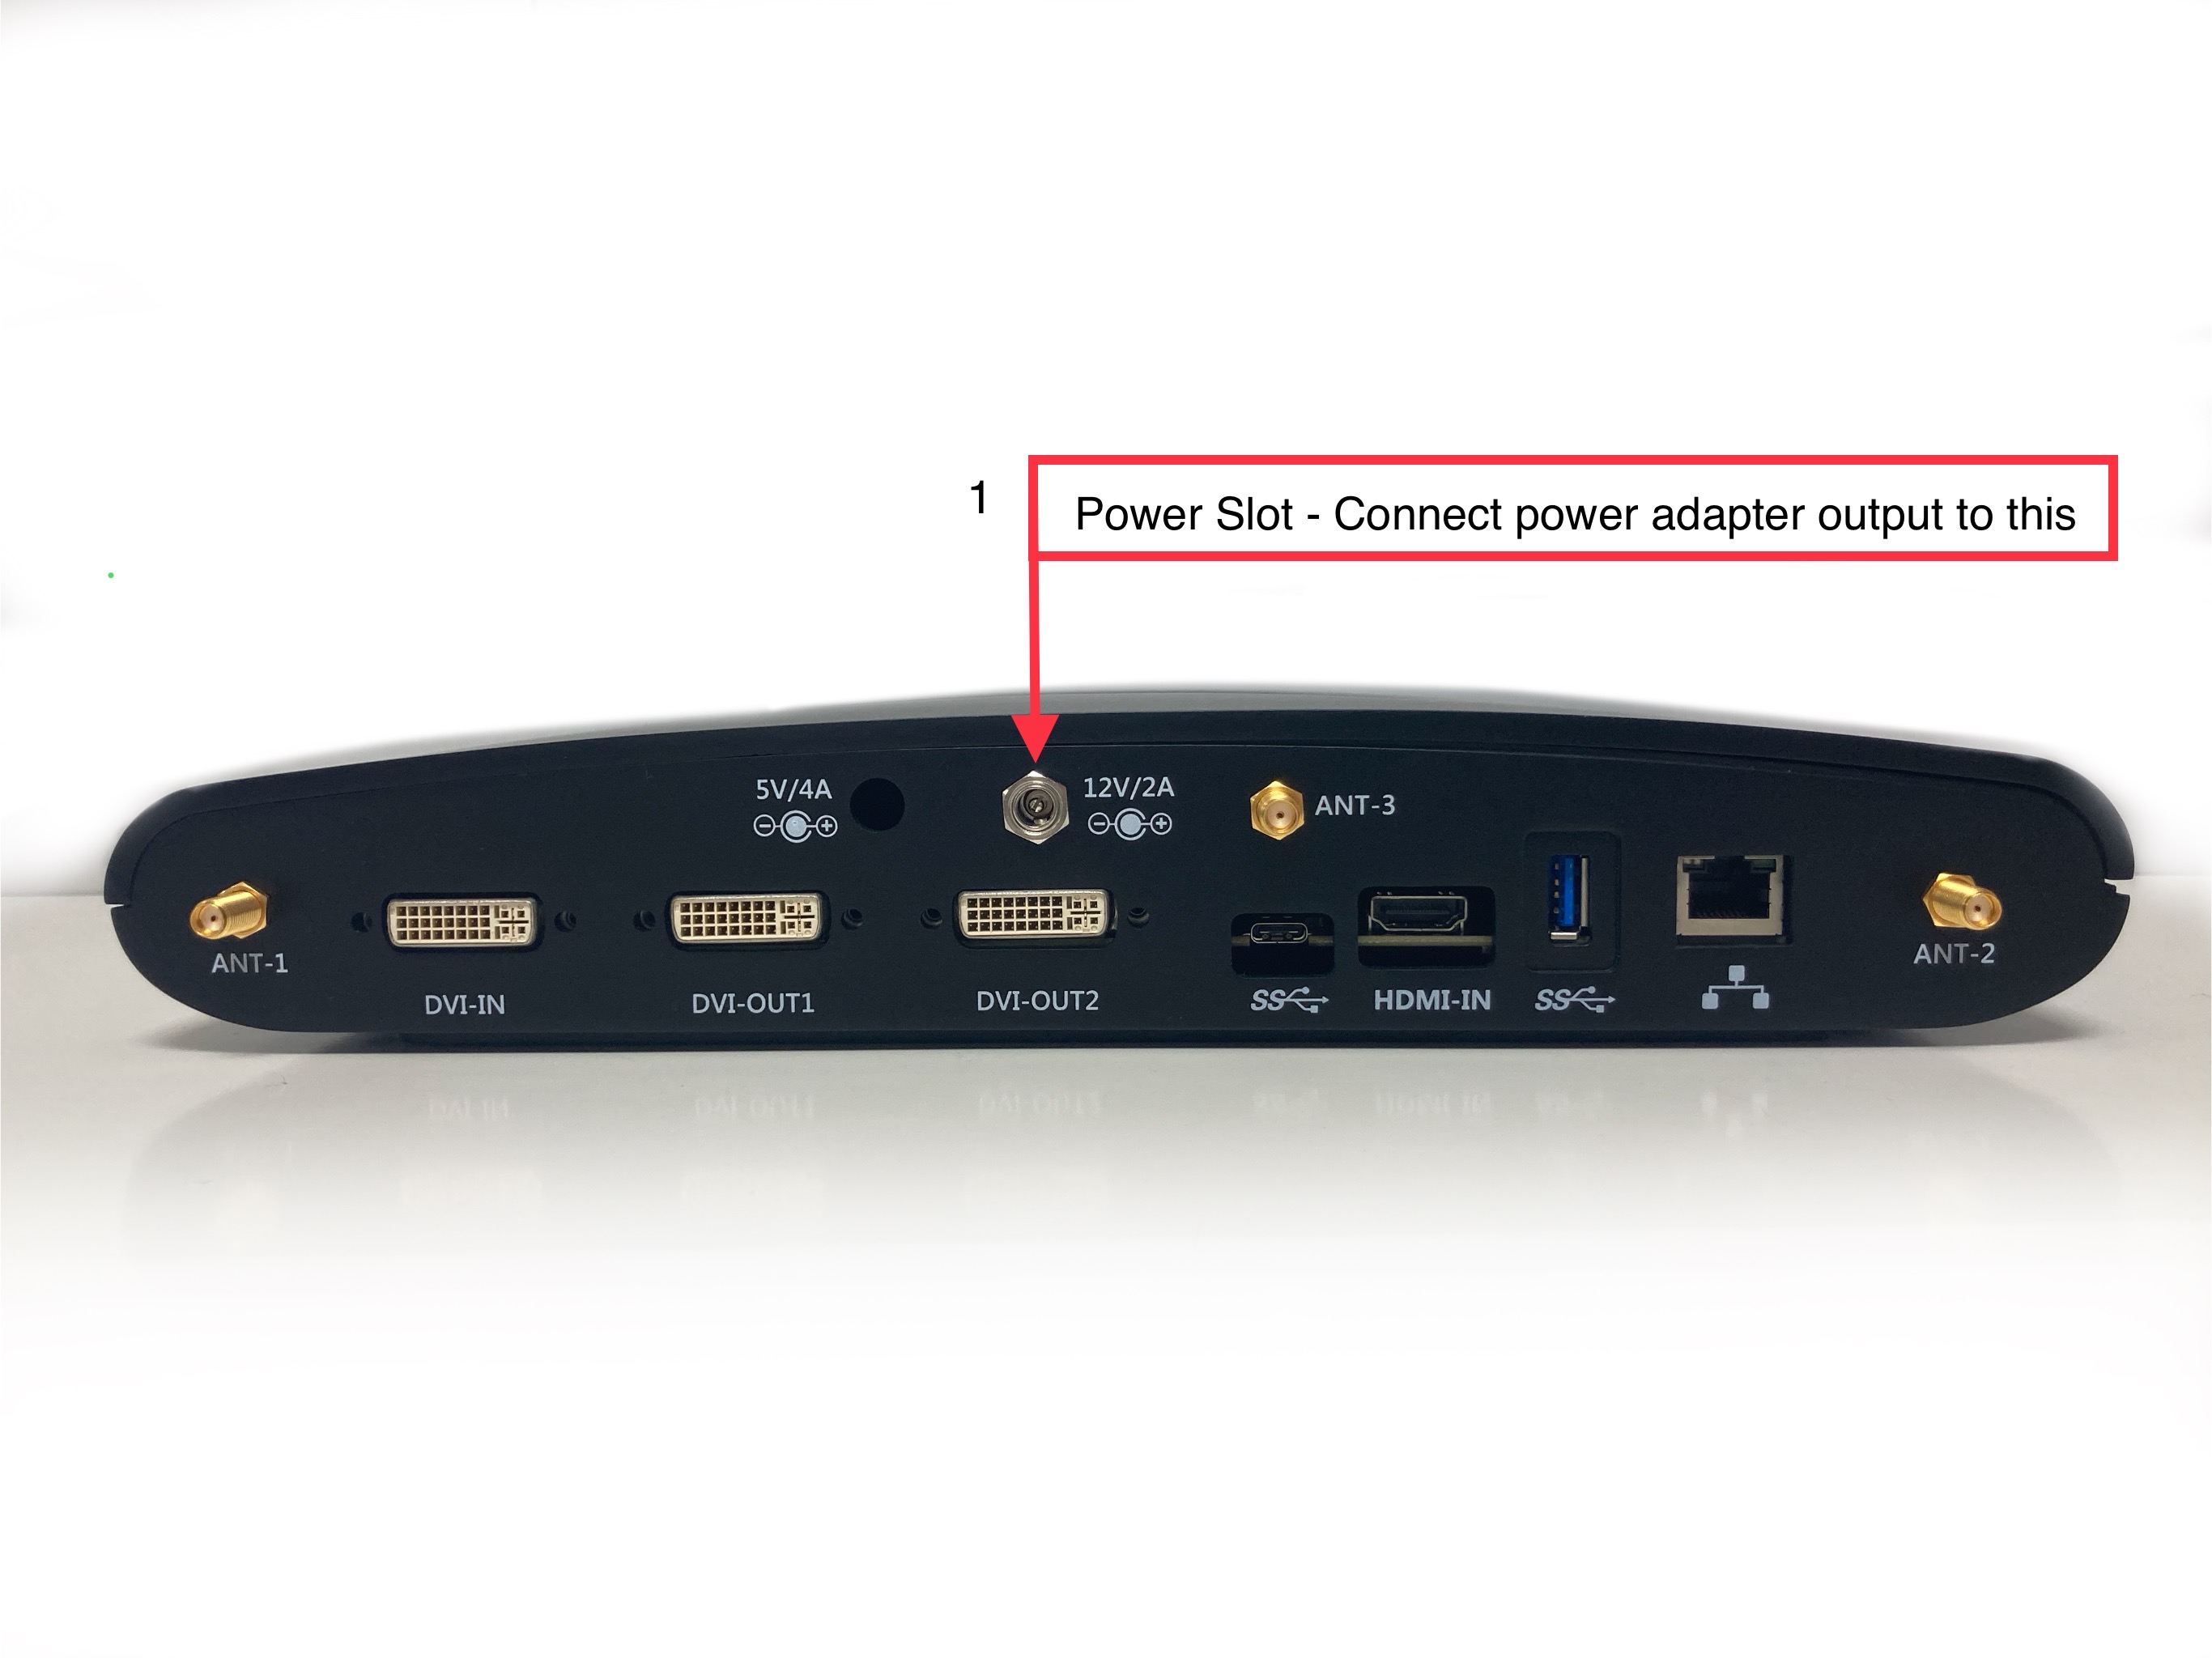 1
Power Slot - Connect power adapter output to this
5V/4A
12V/2A
ANT-3
ANT-1
ANT-2
DVI-IN
DVI-OUT1
DVI-OUT2
SS
HDMI-IN
SS